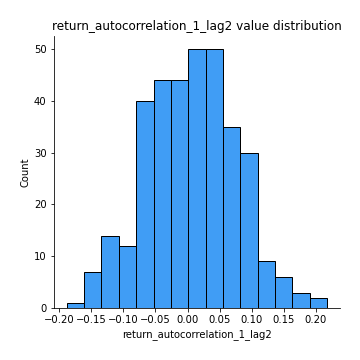 return_autocorrelation_1_lag2 value distribution
50
40
30
20
10
0
Count
−0.20 −0.15 −0.10 −0.05 0.00 0.05 0.10 0.15 0.20
return_autocorrelation_1_lag2